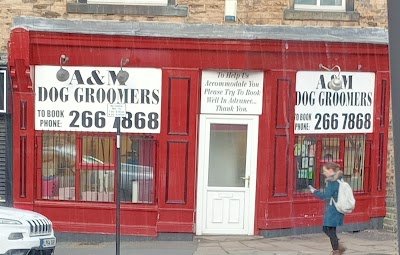 A&M
DOG GROOMERS
TO BOOK
PHONE: 266 7868
To Help Us
Accommodate You
Please Try To Book
Well in Advance...
Thank You.
A&M
DOG GROOMERS
TO BOOK
PHONE: 266 7868